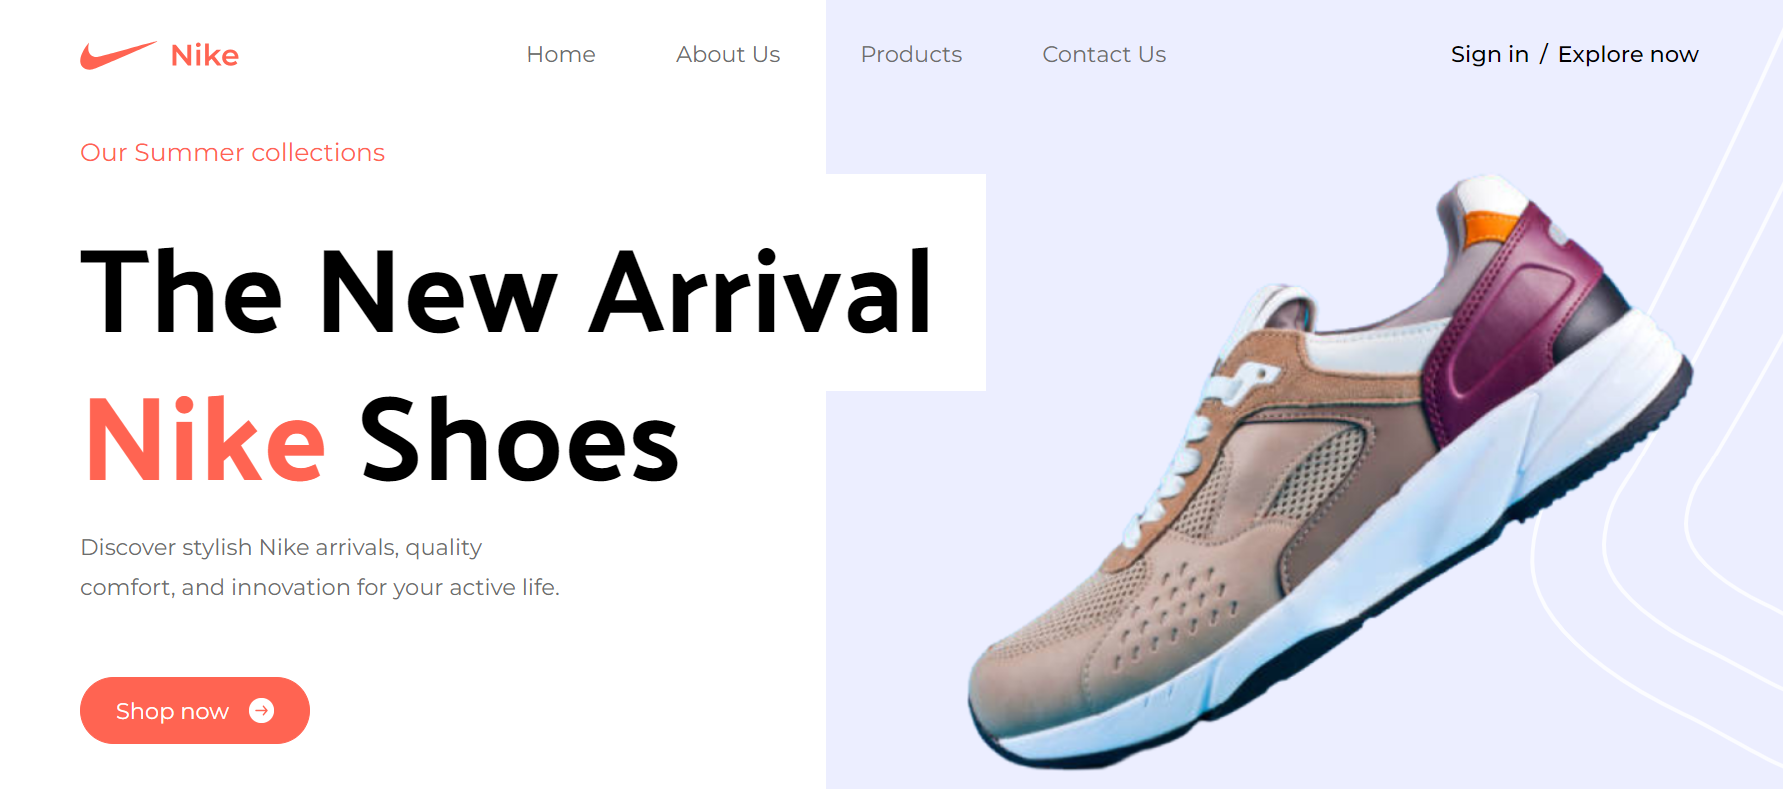 Nike
Home
About Us
Products
Contact Us
Sign in / Explore now
Our Summer collections
The New Arrival
Nike Shoes
Discover stylish Nike arrivals, quality
comfort, and innovation for your active life.
Shop now